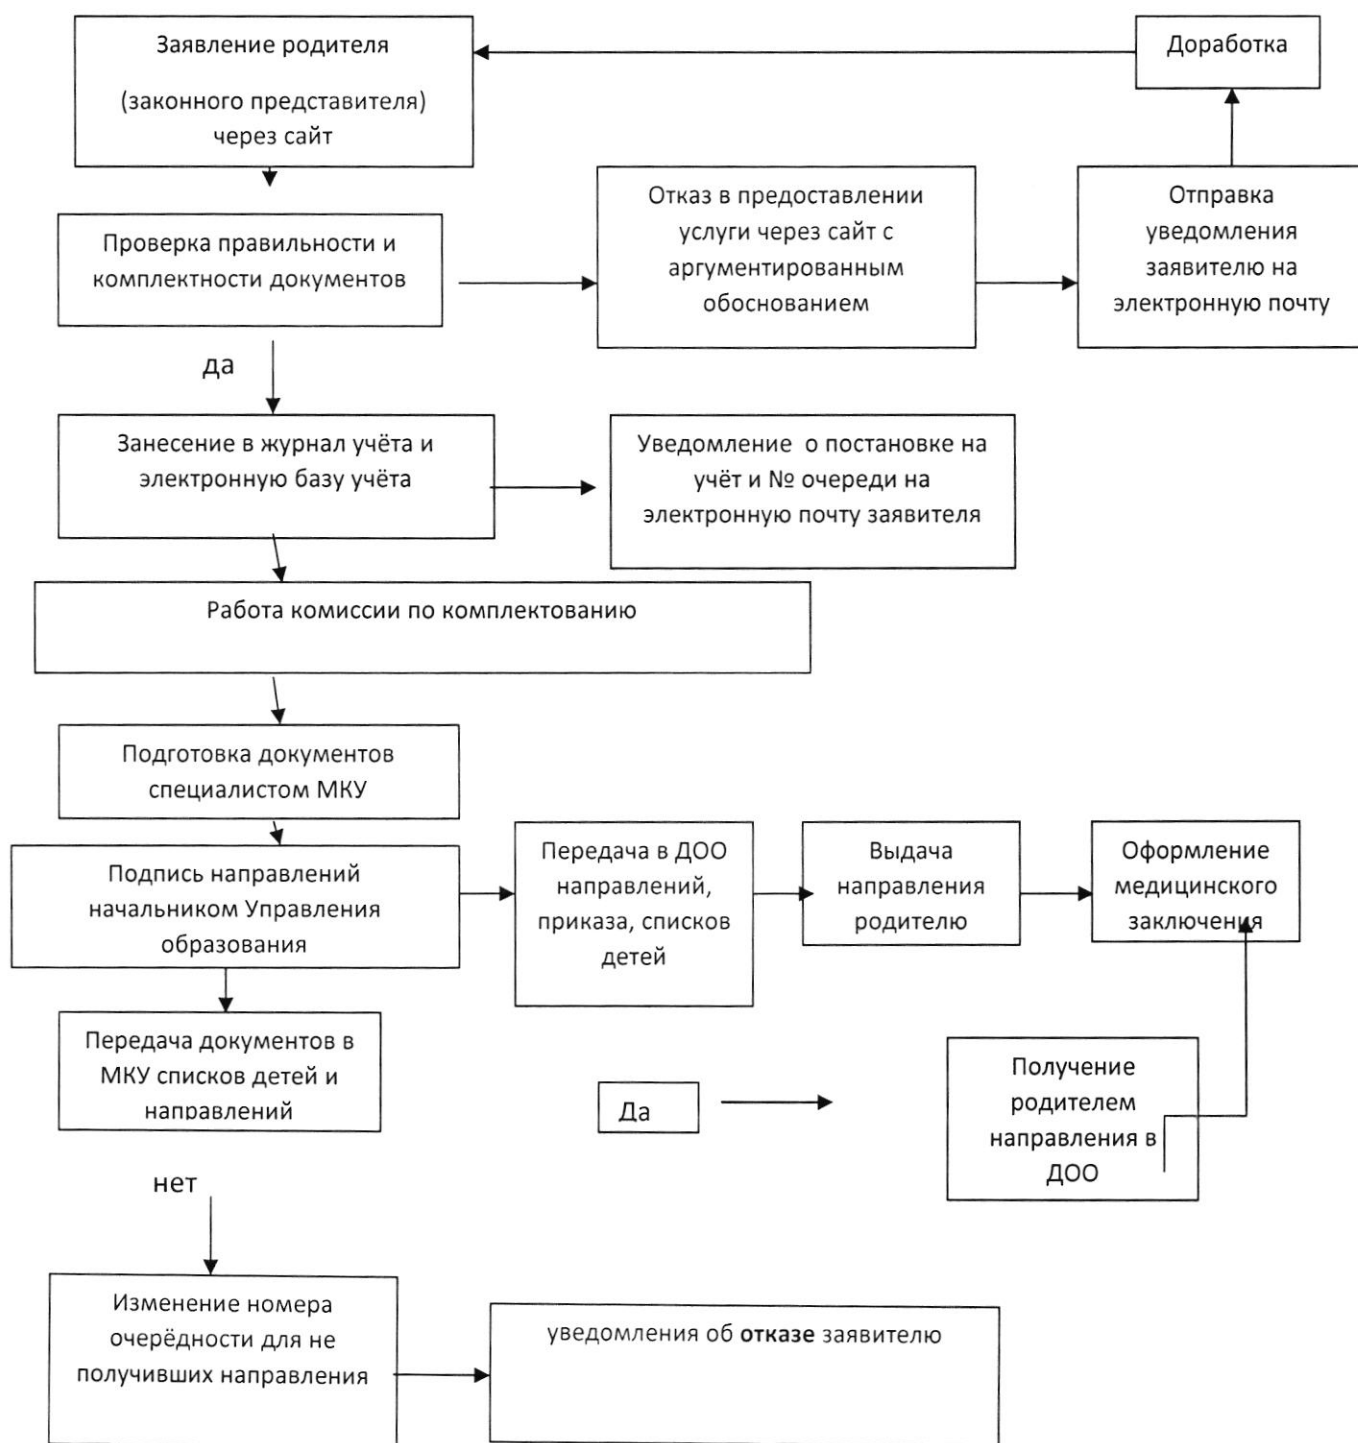 Заявление родителя
(законного представителя)
через сайт
Доработка
Проверка правильности и
комплектности документов
Отказ в предоставлении
услуги через сайт с
аргументированным
обоснованием
Отправка
уведомления
заявителю на
электронную почту
да
Занесение в журнал учёта и
электронную базу учёта
Уведомление о постановке на
учёт и № очереди на
электронную почту заявителя
Работа комиссии по комплектованию
Подготовка документов
специалистом МКУ
Подпись направлений
начальником Управления
образования
Передача в ДОО
направлений,
приказа, списков
детей
Выдача
направления
родителю
Оформление
медицинского
заключения
Передача документов в
МКУ списков детей и
направлений
Да
Получение
родителем
направления в
ДОО
нет
Изменение номера
очерёдности для не
получивших направления
уведомления об отказе заявителю